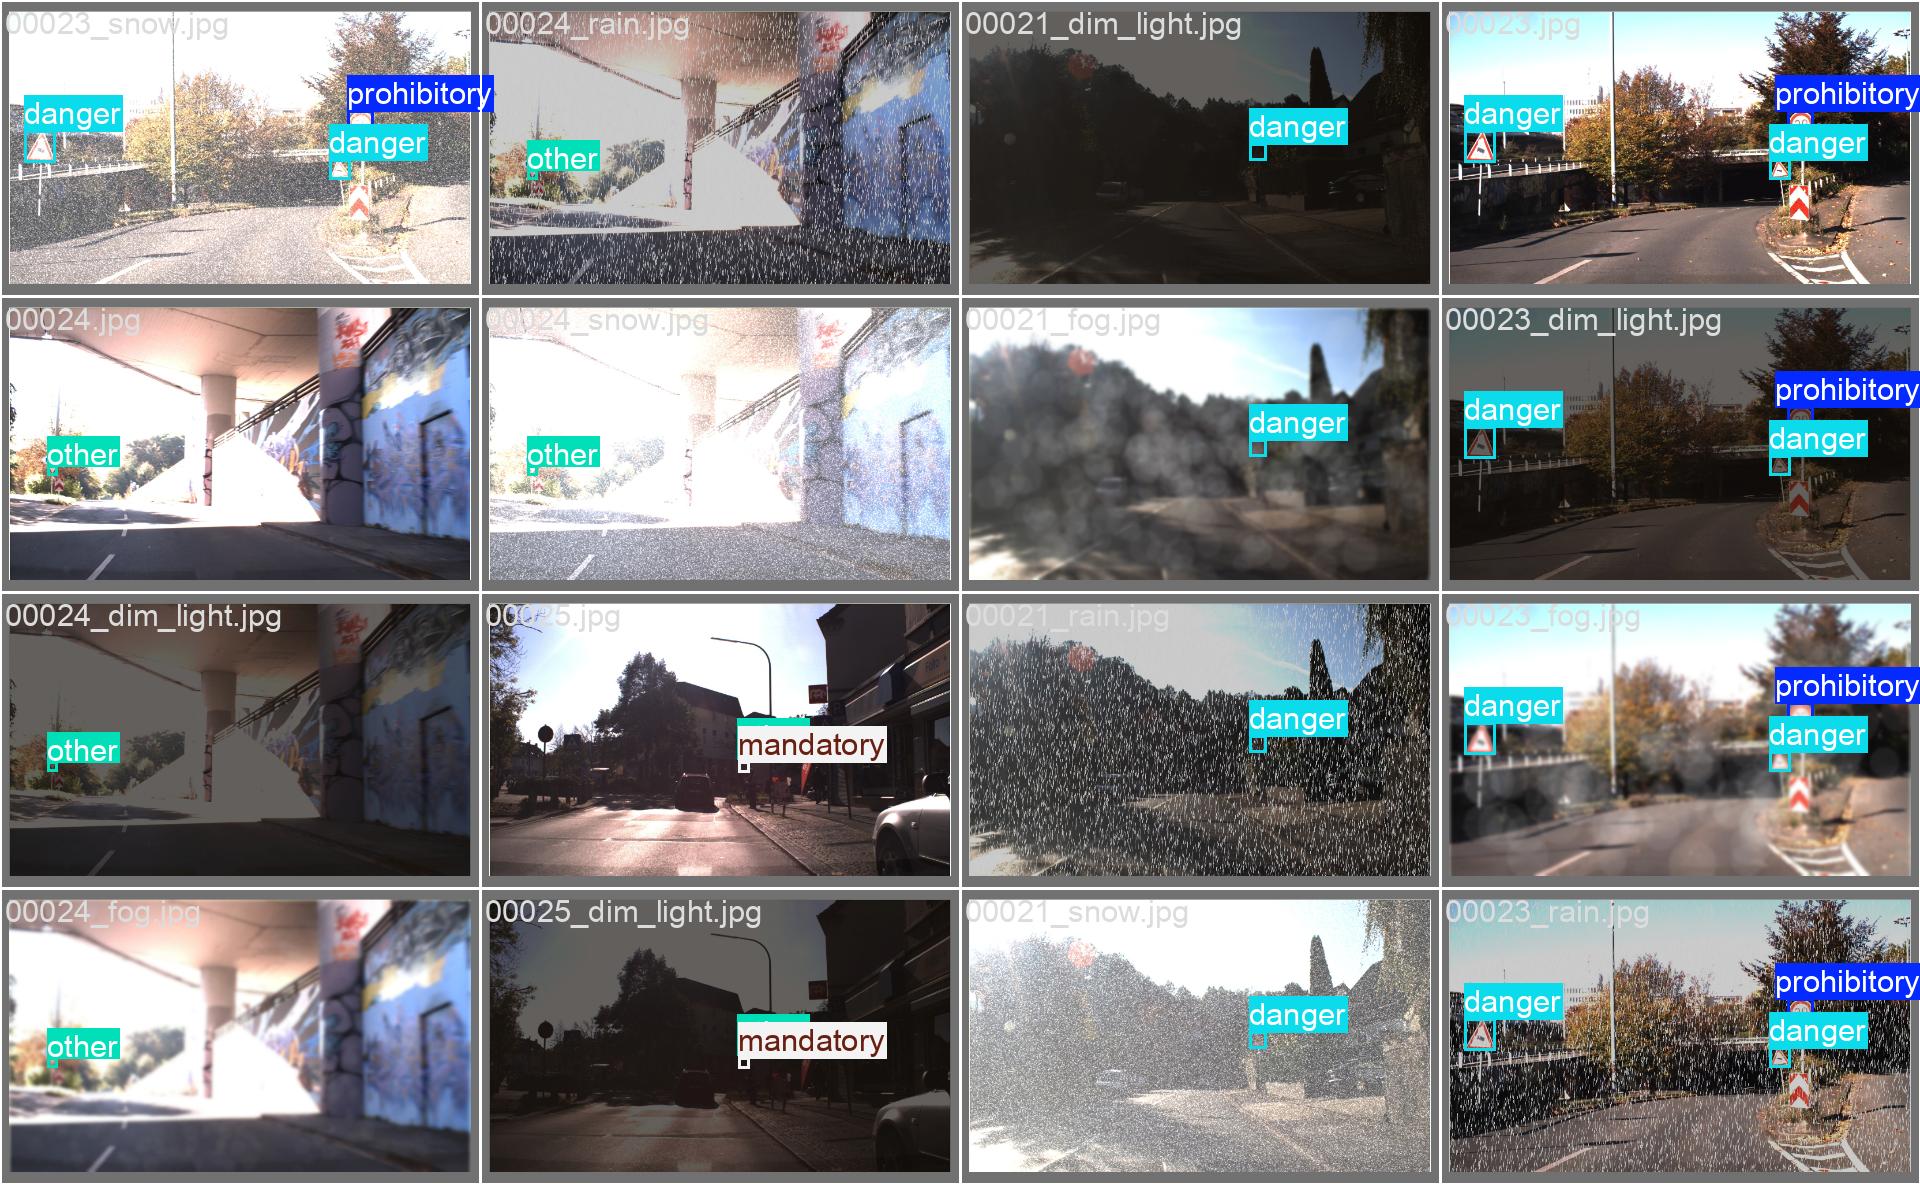 00023_snow.jpg
danger
prohibitory
danger
00024_rain.jpg
other
00021_dim_light.jpg
danger
00023.jpg
danger
prohibitory
danger
00024.jpg
other
00024_snow.jpg
other
00021_fog.jpg
danger
00023_dim_light.jpg
danger
prohibitory
danger
00024_dim_light.jpg
other
00025.jpg
mandatory
00021_rain.jpg
danger
00023_fog.jpg
danger
prohibitory
danger
00024_fog.jpg
other
00025_dim_light.jpg
mandatory
00021_snow.jpg
danger
00023_rain.jpg
danger
prohibitory
danger